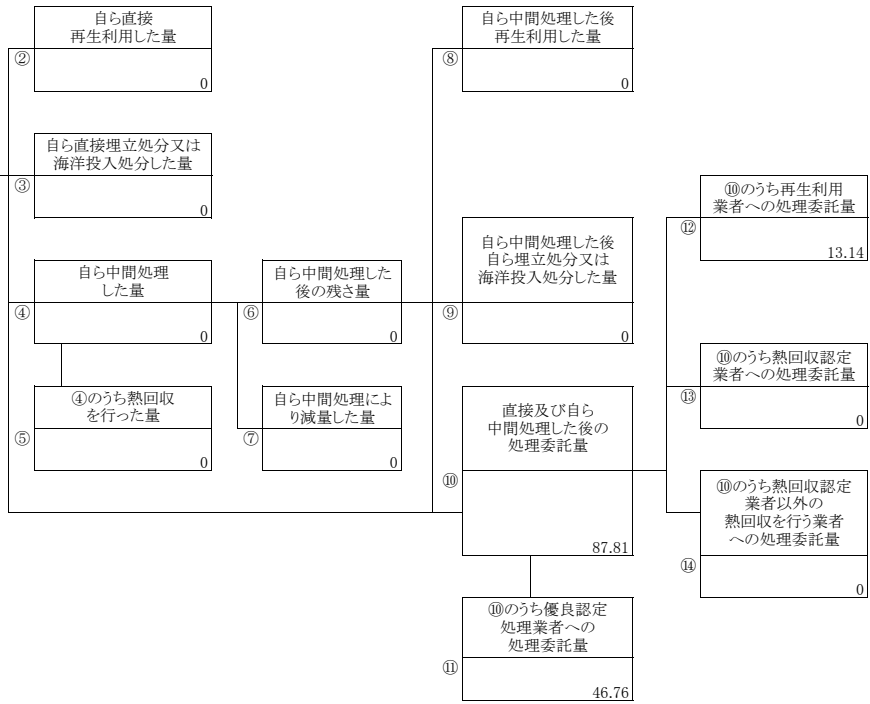 自ら直接
再生利用した量
②
0
自ら直接埋立処分又は
海洋投入処分した量
③
0
自ら中間処理
した量
④
0
④のうち熱回収
を行った量
⑤
0
自ら中間処理した
後の残さ量
⑥
0
自ら中間処理によ
り減量した量
⑦
0
自ら中間処理した後
再生利用した量
⑧
0
自ら中間処理した後
自ら埋立処分又は
海洋投入処分した量
⑨
0
直接及び自ら
中間処理した後の
処理委託量
⑩
87.81
⑩のうち優良認定
処理業者への
処理委託量
⑪
46.76
⑩のうち再生利用
業者への処理委託量
⑫
13.14
⑩のうち熱回収認定
業者への処理委託量
⑬
0
⑩のうち熱回収認定
業者以外の
熱回収を行う業者
への処理委託量
⑭
0